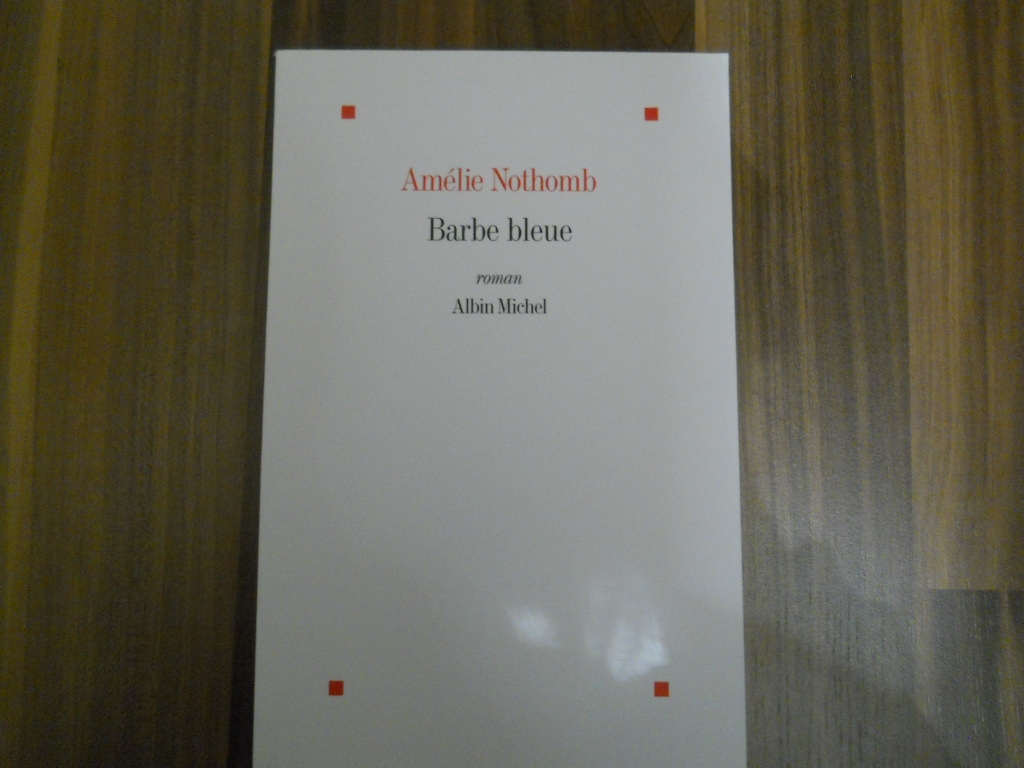 Amélie Nothomb
Barbe bleue
roman
Albin Michel